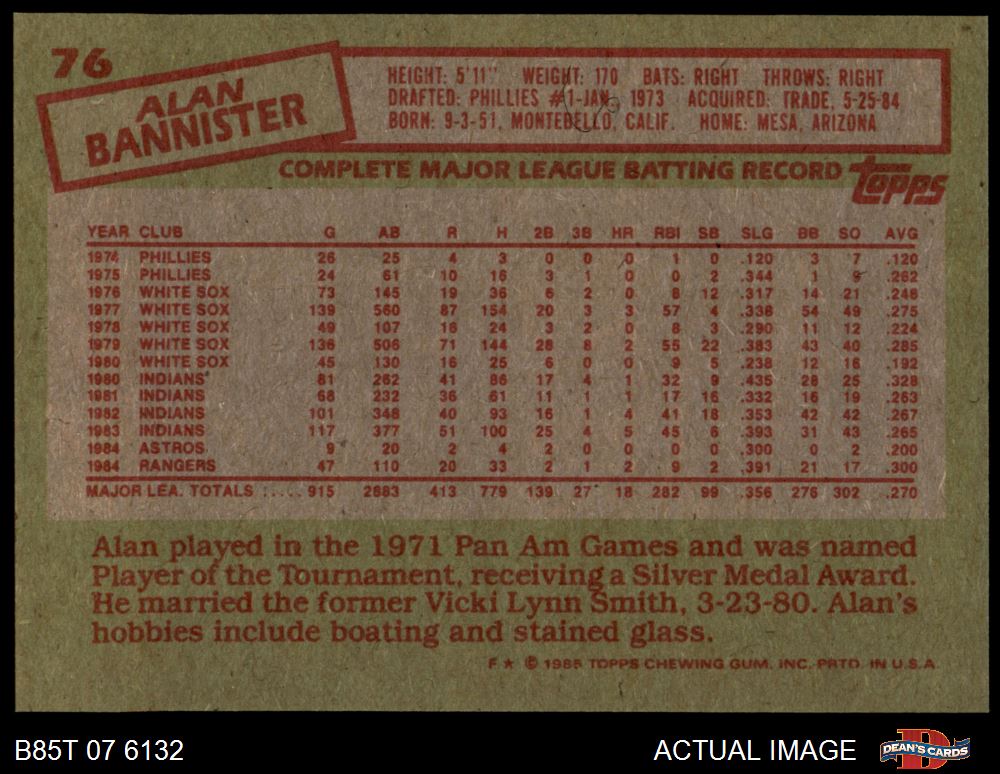 76
ALAN
BANNISTER
HEIGHT: 5'11" WEIGHT: 170 BATS: RIGHT THROWS: RIGHT
DRAFTED: PHILLIES #1-JAN. 1973 ACQUIRED: TRADE, 5-25-84
BORN: 9-3-51, MONTEBELLO, CALIF. HOME: MESA, ARIZONA
COMPLETE MAJOR LEAGUE BATTING RECORD
topps
YEAR CLUB G AB R H 2B 3B HR RBI SB SLG BB SO AVG
1974 PHILLIES 26 25 4 3 0 0 0 1 0 .120 3 7 .120
1975 PHILLIES 24 61 10 16 3 1 0 0 2 .344 1 9 .262
1976 WHITE SOX 73 145 19 36 6 2 0 8 12 .317 14 21 .248
1977 WHITE SOX 139 560 87 154 20 3 3 57 4 .338 54 49 .275
1978 WHITE SOX 49 107 16 24 3 2 0 8 3 .290 11 12 .224
1979 WHITE SOX 136 506 71 144 28 8 2 55 22 .383 43 40 .285
1980 WHITE SOX 45 130 16 25 6 0 0 9 5 .238 12 16 .192
1980 INDIANS 81 262 41 86 17 4 1 32 9 .435 28 25 .328
1981 INDIANS 68 232 36 61 11 1 1 17 16 .332 16 19 .263
1982 INDIANS 101 348 40 93 16 1 4 41 18 .353 42 42 .267
1983 INDIANS 117 377 51 100 25 4 5 45 6 .393 31 43 .265
1984 ASTROS 9 20 2 4 2 0 0 0 0 .300 0 2 .200
1984 RANGERS 47 110 20 33 2 1 2 9 2 .391 21 17 .300
MAJOR LEA. TOTALS ..... 915 2883 413 779 139 27 18 282 99 .356 276 302 .270
Alan played in the 1971 Pan Am Games and was named
Player of the Tournament, receiving a Silver Medal Award.
He married the former Vicki Lynn Smith, 3-23-80. Alan's
hobbies include boating and stained glass.
F ★ © 1985 TOPPS CHEWING GUM, INC. PRTD. IN U.S.A.
B85T 07 6132
ACTUAL IMAGE
DEAN'S CARDS